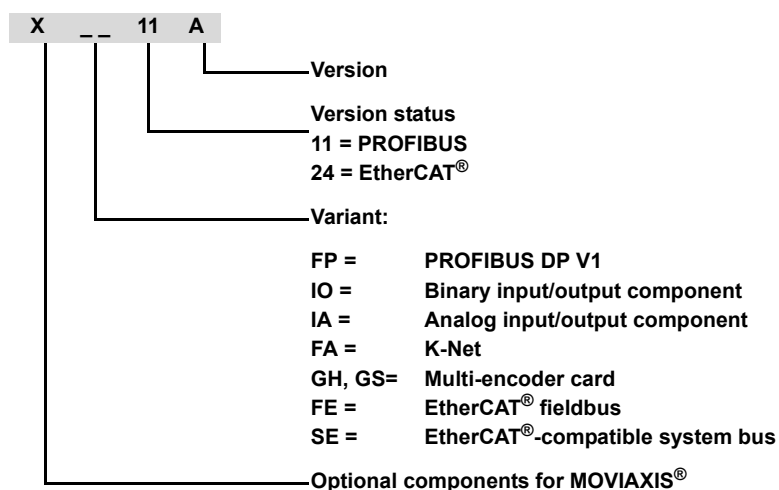 X _ _ 11 A
Version
Version status
11 = PROFIBUS
24 = EtherCAT®
Variant:
FP = PROFIBUS DP V1
IO = Binary input/output component
IA = Analog input/output component
FA = K-Net
GH, GS= Multi-encoder card
FE = EtherCAT® fieldbus
SE = EtherCAT®-compatible system bus
Optional components for MOVIAXIS®